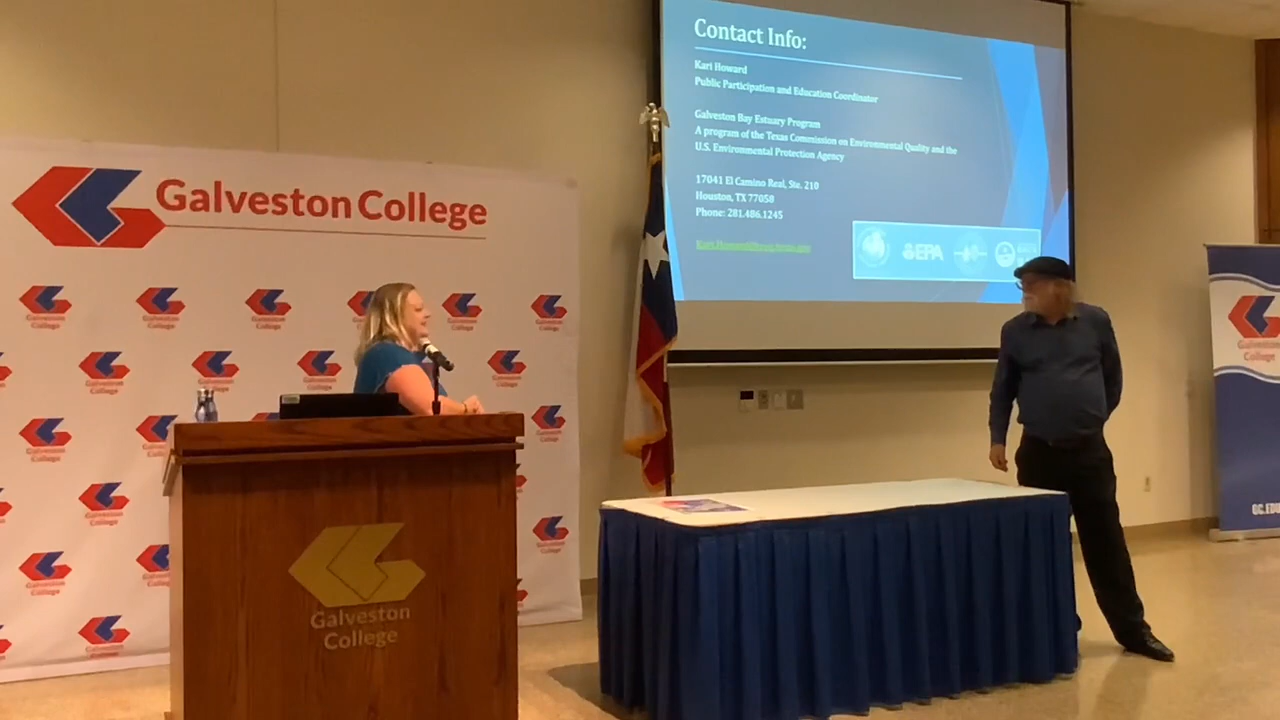 Contact Info:
Kari Howard
Public Participation and Education Coordinator
Galveston Bay Estuary Program
A program of the Texas Commission on Environmental Quality and the
U.S. Environmental Protection Agency
17041 El Camino Real, Ste. 210
Houston, TX 77058
Phone: 281.486.1245
EPA
Galveston College
Galveston
College
Galveston
College
GC.EDU